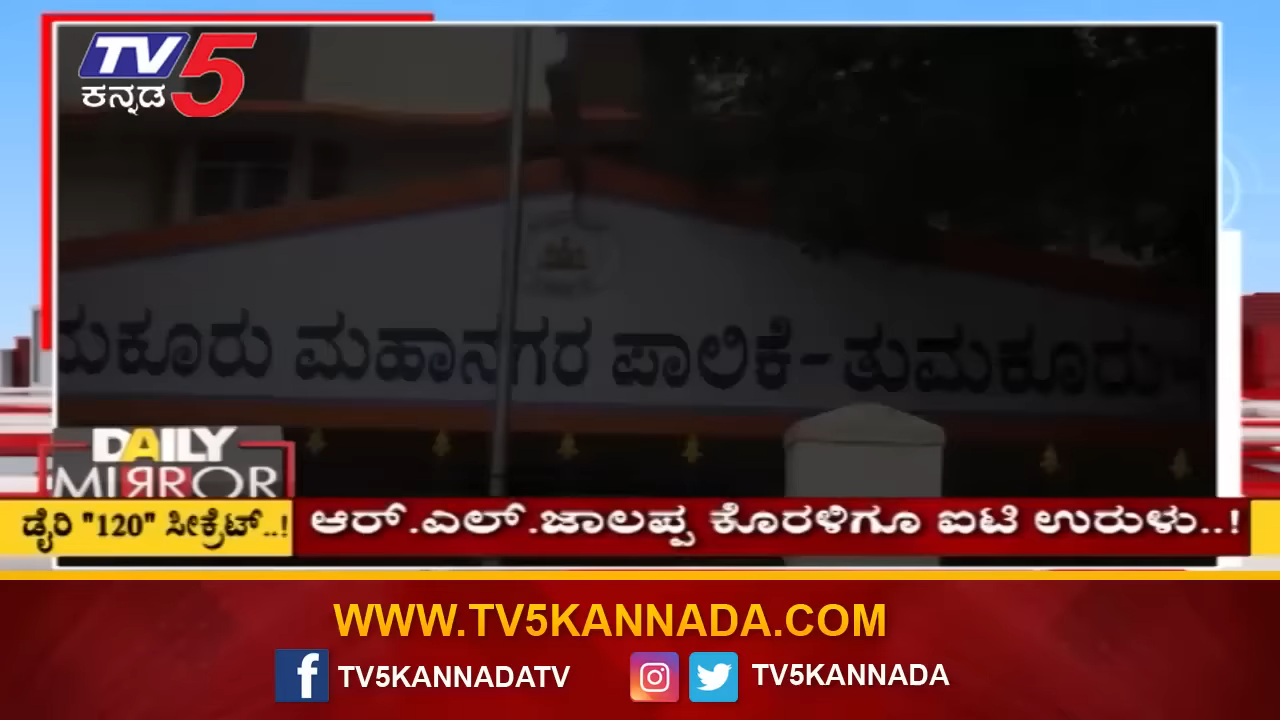 TV5
ಕನ್ನಡ
ಮಕೂರು ಮಹಾನಗರ ಪಾಲಿಕೆ-ತುಮಕೂರು
DAILY
MIRROR
ಡೈರಿ "120" ಸೀಕ್ರೆಟ್..!
ಆರ್.ಎಲ್.ಜಾಲಪ್ಪ ಕೊರಳಿಗೂ ಐಟಿ ಉರುಳು..!
WWW.TV5KANNADA.COM
TV5KANNADATV
TV5KANNADA